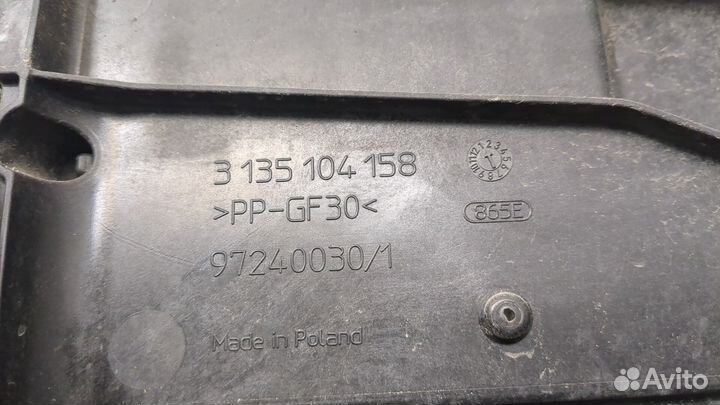 3 135 104 158
>PP-GF30<
865E
97240030/1
Made in Poland
Avito